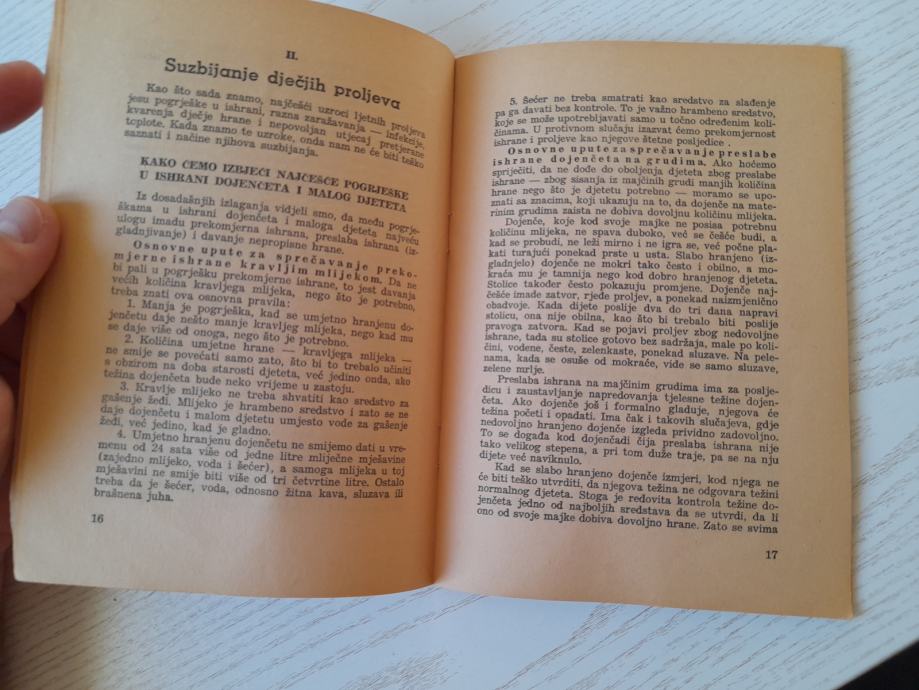 II.
Suzbijanje dječjih proljeva
Kao što sada znamo, najčešći uzroci ljetnih proljeva
jesu pogrješke u ishrani, razna zaražavanja — infekcije,
kvarenja dječje hrane i nepovoljan utjecaj pretjerane
toplote. Kada znamo te uzroke, onda nam ne će biti teško
saznati i načine njihova suzbijanja.
KAKO ĆEMO IZBJEĆI NAJČEŠĆE POGRJEŠKE
U ISHRANI DOJENČETA I MALOG DJETETA
Iz dosadašnjih izlaganja vidjeli smo, da među pogrje-
škama u ishrani dojenčeta i maloga djeteta najveću
ulogu imadu prekomjerna ishrana, preslaba ishrana (iz-
gladnjivanje) i davanje nepropisne hrane.
Osnovne upute za sprečavanje preko-
mjerne ishrane kravljim mlijekom. Da ne
bi pali u pogrješku prekomjerne ishrane, to jest davanja
većih količina kravljega mlijeka, nego što je potrebno,
treba znati ova osnovna pravila:
1. Manja je pogrješka, kad se umjetno hranjenu do-
jenčetu daje nešto manje kravljeg mlijeka, nego kad mu
se daje više od onoga, nego što je potrebno.
2. Količina umjetne hrane — kravljega mlijeka —
ne smije se povećati samo zato, što bi to trebalo učiniti
s obzirom na doba starosti djeteta, već jedino onda, ako
težina dojenčeta bude neko vrijeme u zastoju.
3. Kravlje mlijeko ne treba shvatiti kao sredstvo za
gašenje žeđi. Mlijeko je hrambeno sredstvo i zato se ne
daje dojenčetu i malom djetetu umjesto vode za gašenje
žeđi, već jedino, kad je gladno.
4. Umjetno hranjenu dojenčetu ne smijemo dati u vre-
menu od 24 sata više od jedne litre mliječne mješavine
(zajedno mlijeko, voda i šećer), a samoga mlijeka u toj
mješavini ne smije biti više od tri četvrtine litre. Ostalo
treba da je šećer, voda, odnosno žitna kava, sluzava ili
brašnena juha.
16
5. Šećer ne treba smatrati kao sredstvo za slađenje
pa ga davati bez kontrole. To je važno hrambeno sredstvo,
koje se može upotrebljavati samo u točno određenim koli-
činama. U protivnom slučaju izazvat ćemo prekomjernost
ishrane i proljeve kao njegove štetne posljedice .
Osnovne upute za sprečavanje preslabe
ishrane dojenčeta na grudima. Ako hoćemo
spriječiti, da ne dođe do oboljenja djeteta zbog preslabe
ishrane — zbog sisanja iz majčinih grudi manjih količina
hrane nego što je djetetu potrebno — moramo se upo-
znati sa znacima, koji ukazuju na to, da dojenče na mate-
rinim grudima zaista ne dobiva dovoljnu količinu mlijeka.
Dojenče, koje kod svoje majke ne posisa potrebnu
količinu mlijeka, ne spava duboko, već se češće budi, a
kad se probudi, ne leži mirno i ne igra se, već počne pla-
kati turajući ponekad prste u usta. Slabo hranjeno (iz-
gladnjelo) dojenče ne mokri tako često i obilno, a mo-
kraća mu je tamnija nego kod dobro hranjenog djeteta.
Stolice također često pokazuju promjene. Dojenče naj-
češće imade zatvor, rjeđe proljev, a ponekad naizmjenično
obadvoje. Kada dijete poslije dva do tri dana napravi
stolicu, ona nije obilna, kao što bi trebalo biti poslije
pravoga zatvora. Kad se pojavi proljev zbog nedovoljne
ishrane, tada su stolice gotovo bez sadržaja, male po koli-
čini, vodene, česte, zelenkaste, ponekad sluzave. Na pele-
nama, kada se osuše od mokraće, vide se samo sluzave,
zelene mrlje.
Preslaba ishrana na majčinim grudima ima za poslje-
dicu i zaustavljanje napredovanja tjelesne težine dojen-
četa. Ako dojenče još i formalno gladuje, njegova će
težina početi i opadati. Ima čak i takvih slučajeva, gdje
nedovoljno hranjeno dojenče izgleda prividno zadovoljno.
To se događa kod dojenčadi čija preslaba ishrana nije
tako velikog stepena, a pri tom duže traje, pa se na nju
dijete već naviknulo.
Kad se slabo hranjeno dojenče izmjeri, kod njega ne
će biti teško utvrditi, da njegova težina ne odgovara težini
normalnog djeteta. Stoga je redovita kontrola težine do-
jenčeta jedno od najboljih sredstava da se utvrdi, da li
ono od svoje majke dobiva dovoljno hrane. Zato se svima
17